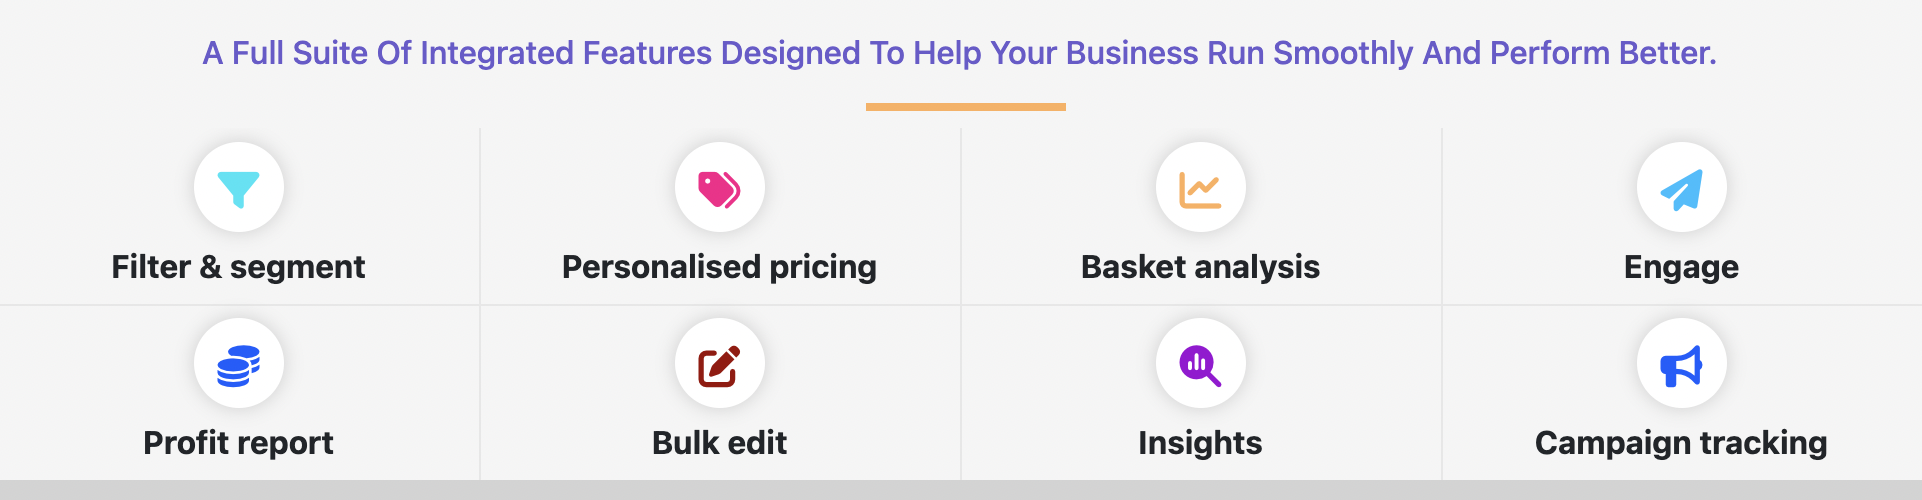 A Full Suite Of Integrated Features Designed To Help Your Business Run Smoothly And Perform Better.
Filter & segment
Personalised pricing
Basket analysis
Engage
Profit report
Bulk edit
Insights
Campaign tracking